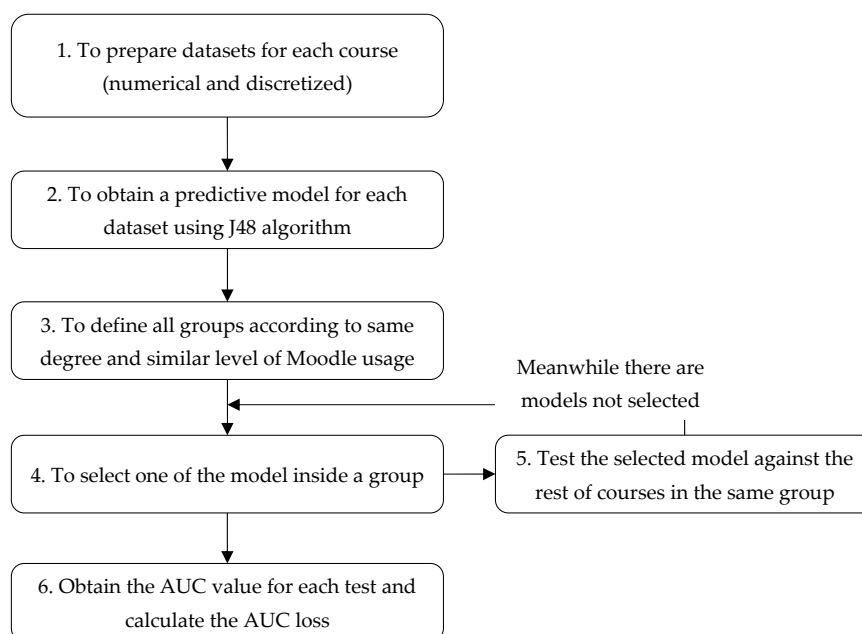 1. To prepare datasets for each course
(numerical and discretized)
2. To obtain a predictive model for each
dataset using J48 algorithm
3. To define all groups according to same
degree and similar level of Moodle usage
Meanwhile there are
models not selected
4. To select one of the model inside a group
5. Test the selected model against the
rest of courses in the same group
6. Obtain the AUC value for each test and
calculate the AUC loss